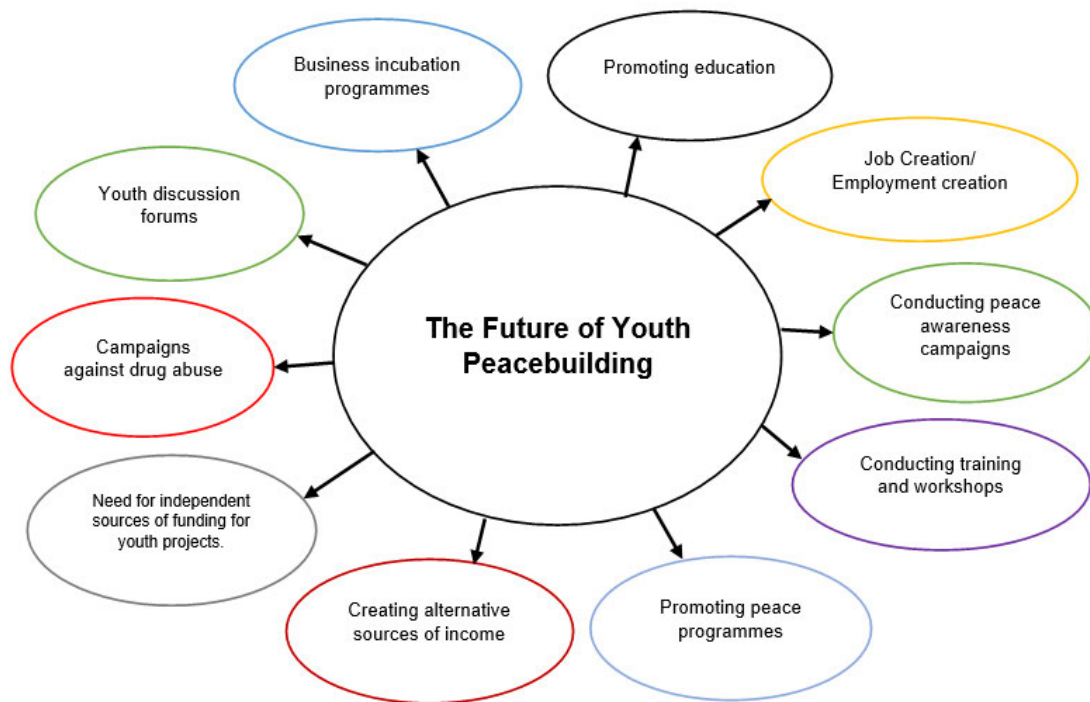 The Future of Youth
Peacebuilding
Business incubation
programmes
Promoting education
Job Creation/
Employment creation
Conducting peace
awareness
campaigns
Conducting training
and workshops
Promoting peace
programmes
Creating alternative
sources of income
Need for independent
sources of funding for
youth projects.
Campaigns
against drug abuse
Youth discussion
forums